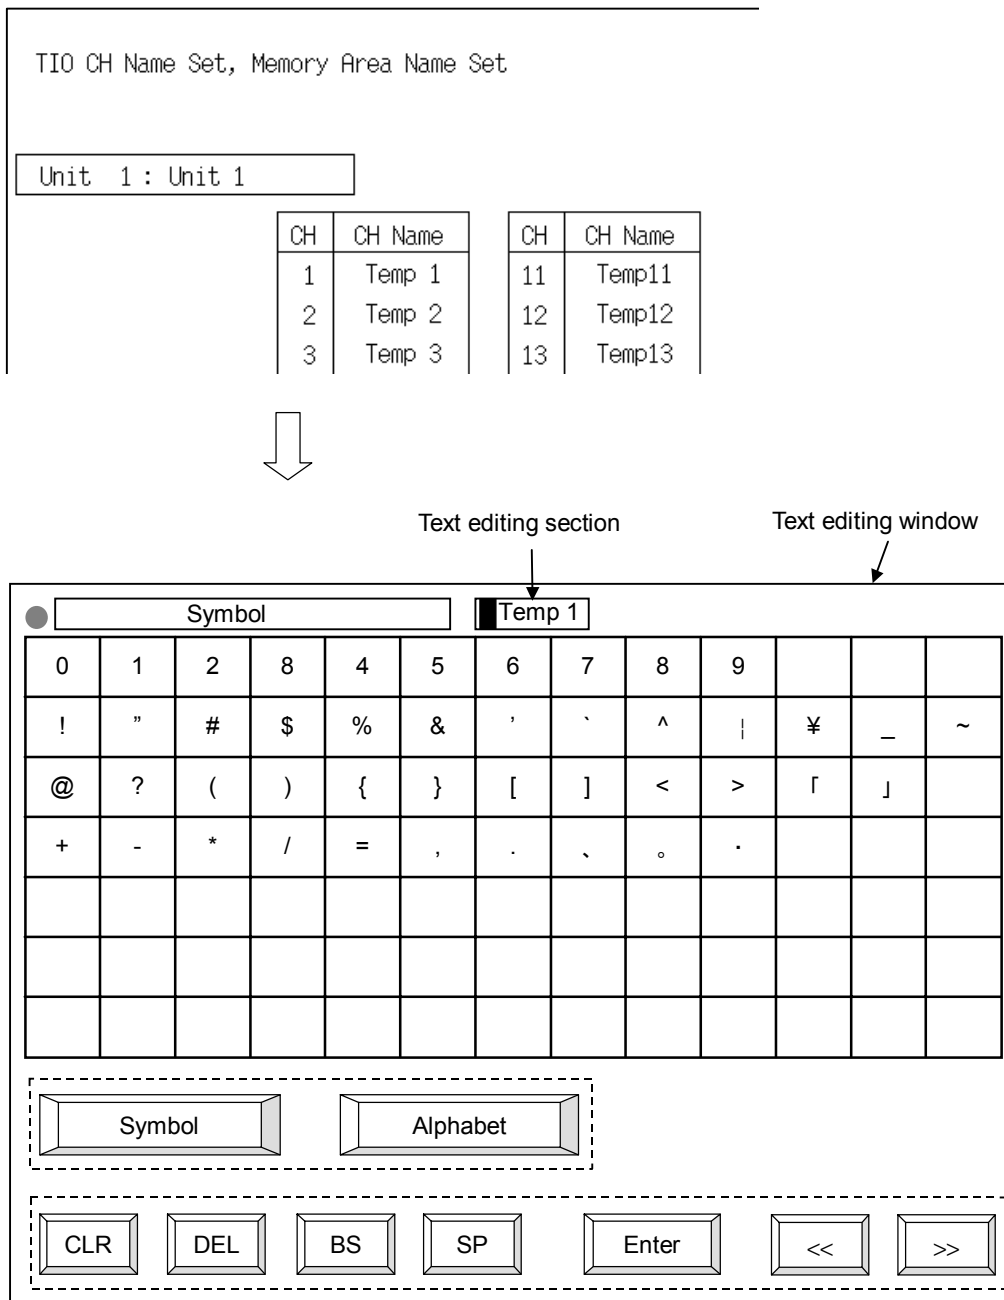 TIO CH Name Set, Memory Area Name Set
Unit 1 : Unit 1
CH CH Name CH CH Name
1 Temp 1 11 Temp11
2 Temp 2 12 Temp12
3 Temp 3 13 Temp13
Text editing section Text editing window
Symbol Temp 1
0 1 2 8 4 5 6 7 8 9
! ” # $ % & ’ ` ^ ¦ ¥ _ ~
@ ? ( ) { } [ ] < > ｢ ｣
+ - * / = , . 、 。 ･
Symbol Alphabet
CLR DEL BS SP Enter << >>